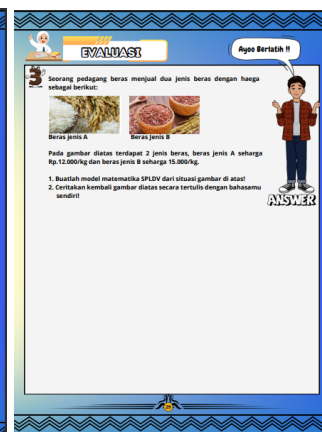 EVALUASI
Ayoo Berlatih !!
3
Seorang pedagang beras menjual dua jenis beras dengan haega
sebagai berikut:
Beras jenis A
Beras Jenis B
Pada gambar diatas terdapat 2 jenis beras, beras jenis A seharga
Rp.12.000/kg dan beras jenis B seharga 15.000/kg.
1. Buatlah model matematika SPLDV dari situasi gambar di atas!
2. Ceritakan kembali gambar diatas secara tertulis dengan bahasamu
sendiri!
ANSWER